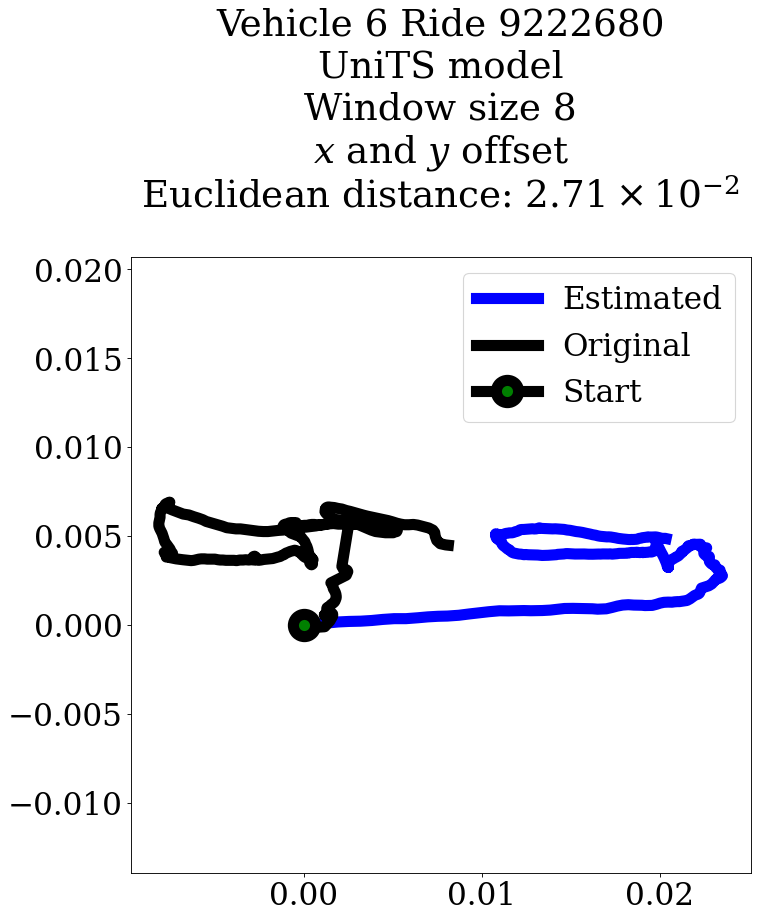 Vehicle 6 Ride 9222680
UniTS model
Window size 8
x and y offset
Euclidean distance: 2.71 × 10⁻²
0.020
0.015
0.010
0.005
0.000
−0.005
−0.010
Estimated
Original
Start
0.00 0.01 0.02